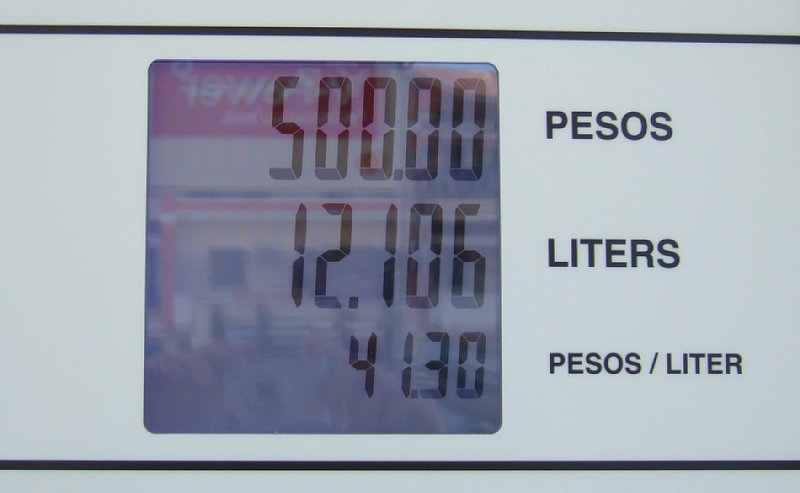 500.00 PESOS
12.106 LITERS
41.30 PESOS / LITER